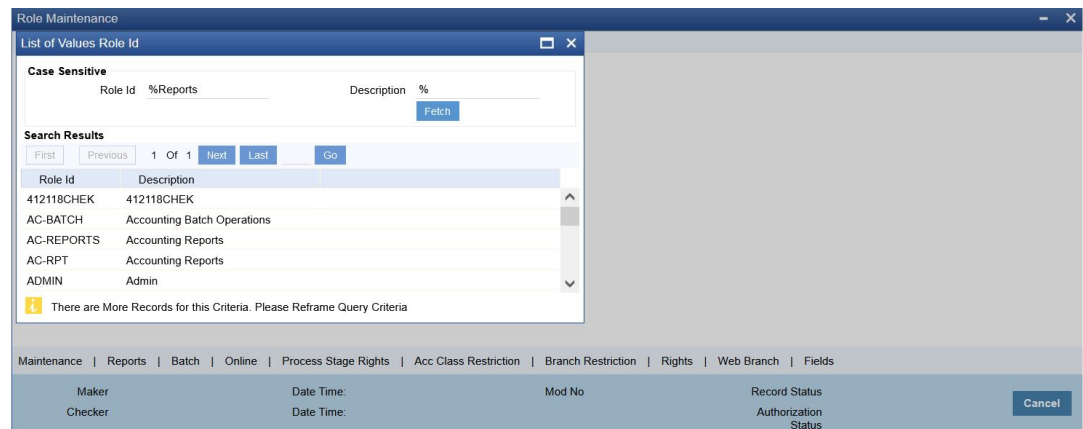 Role Maintenance
List of Values Role Id
Case Sensitive
Role Id %Reports Description %
Fetch
Search Results
First Previous 1 Of 1 Next Last Go
Role Id Description
412118CHEK 412118CHEK
AC-BATCH Accounting Batch Operations
AC-REPORTS Accounting Reports
AC-RPT Accounting Reports
ADMIN Admin
There are More Records for this Criteria. Please Reframe Query Criteria
Maintenance | Reports | Batch | Online | Process Stage Rights | Acc Class Restriction | Branch Restriction | Rights | Web Branch | Fields
Maker Date Time: Mod No Record Status
Cancel
Checker Date Time: Authorization
Status